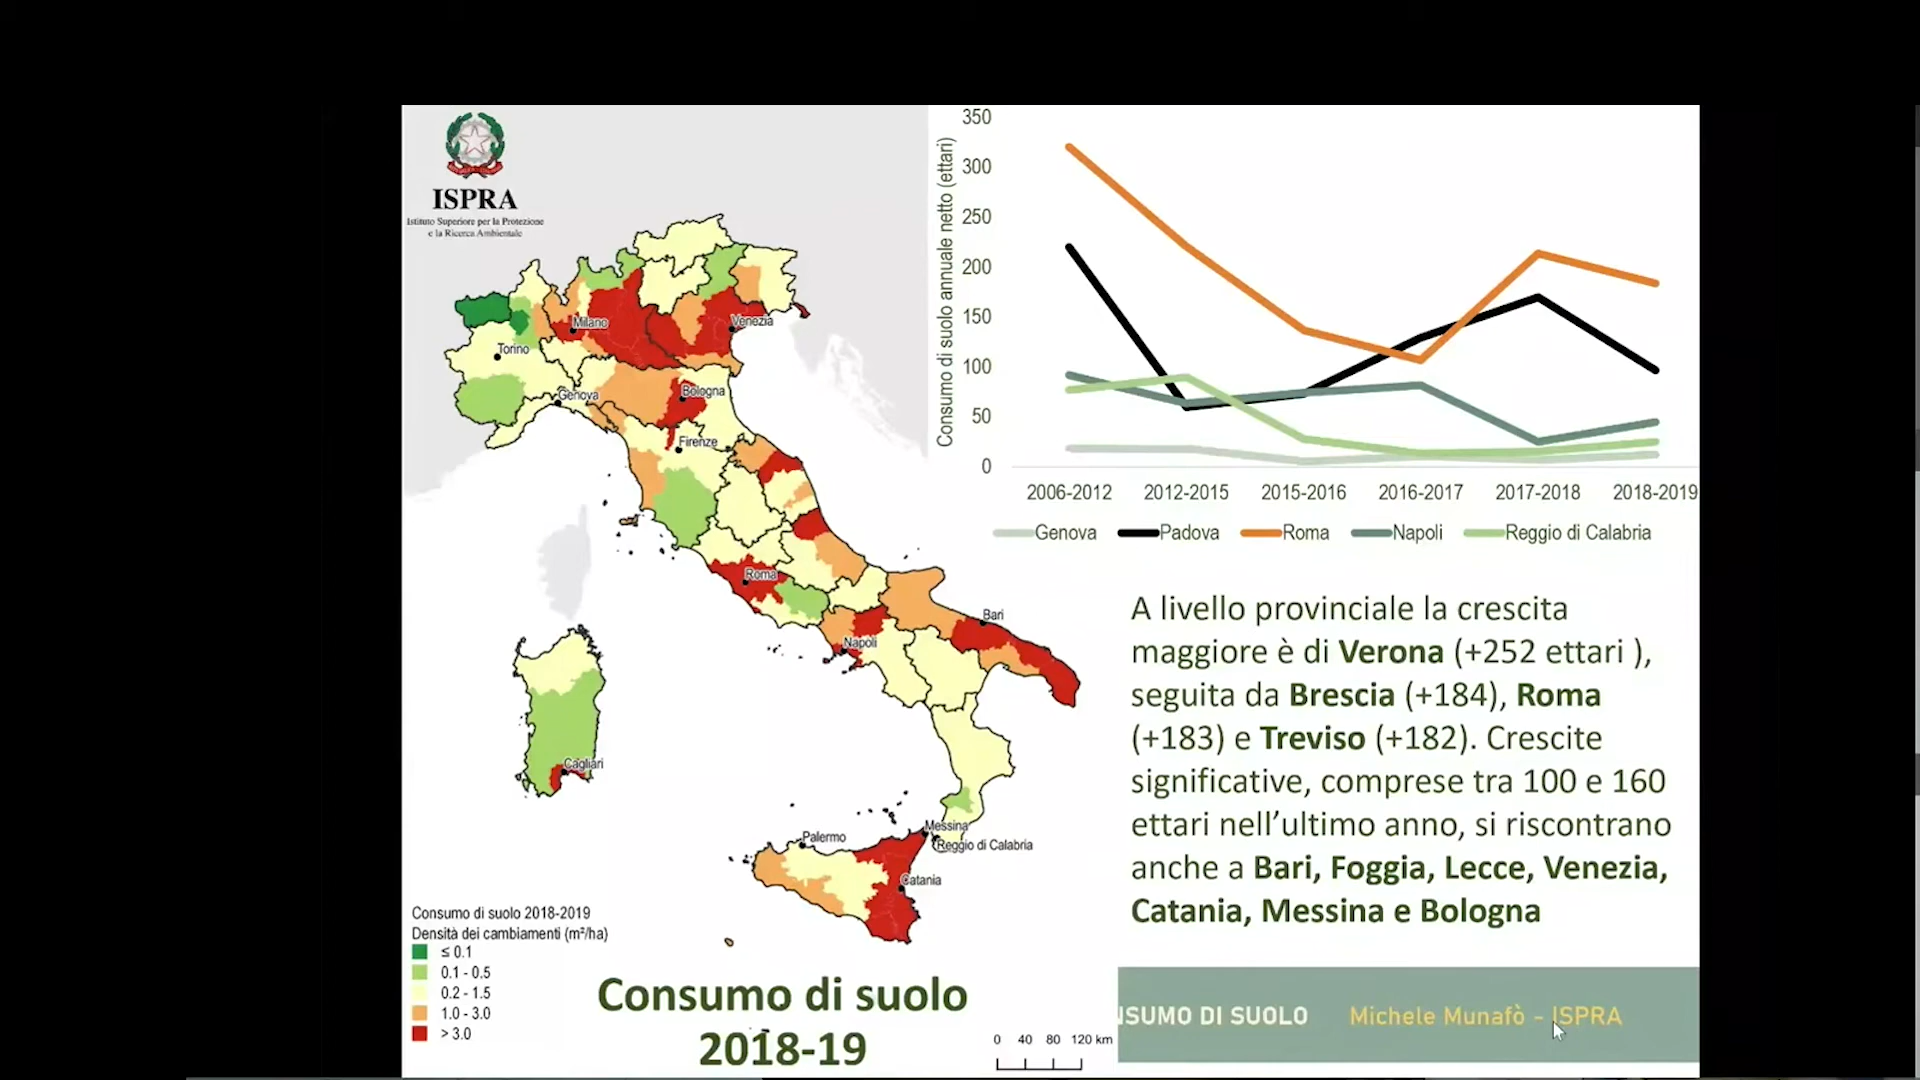 ISPRA
Istituto Superiore per la Protezione
e la Ricerca Ambientale
Milano
Venezia
Torino
Genova
Bologna
Firenze
Roma
Napoli
Bari
Cagliari
Palermo
Messina
Reggio di Calabria
Catania
Consumo di suolo 2018-2019
Densità dei cambiamenti (m²/ha)
≤ 0.1
0.1 - 0.5
0.2 - 1.5
1.0 - 3.0
> 3.0
Consumo di suolo
2018-19
0 40 80 120 km
Consumo di suolo annuale netto (ettari)
350
300
250
200
150
100
50
0
2006-2012 2012-2015 2015-2016 2016-2017 2017-2018 2018-2019
Genova Padova Roma Napoli Reggio di Calabria
A livello provinciale la crescita
maggiore è di Verona (+252 ettari ),
seguita da Brescia (+184), Roma
(+183) e Treviso (+182). Crescite
significative, comprese tra 100 e 160
ettari nell'ultimo anno, si riscontrano
anche a Bari, Foggia, Lecce, Venezia,
Catania, Messina e Bologna
NSUMO DI SUOLO Michele Munafò - ISPRA